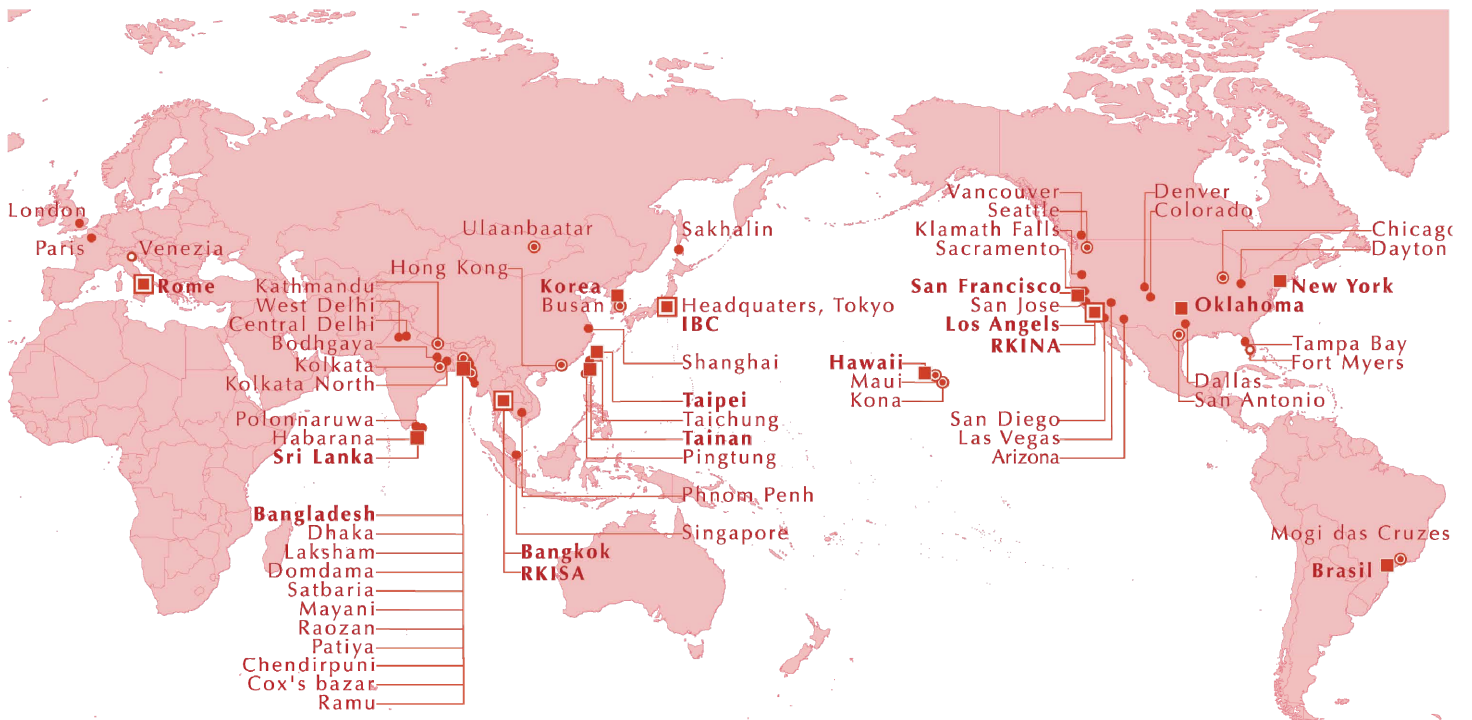 London
Paris
Venezia
Rome
Ulaanbaatar
Sakhalin
Hong Kong
Kathmandu
West Delhi
Central Delhi
Bodhgaya
Kolkata
Kolkata North
Polonnaruwa
Habarana
Sri Lanka
Bangladesh
Dhaka
Laksham
Domdama
Satbaria
Mayani
Raozan
Patiya
Chendirpuni
Cox's bazar
Ramu
Korea
Busan
Headquaters, Tokyo
IBC
Shanghai
Taipei
Taichung
Tainan
Pingtung
Phnom Penh
Singapore
Bangkok
RKISA
Hawaii
Maui
Kona
Vancouver
Seattle
Klamath Falls
Sacramento
San Francisco
San Jose
Los Angels
RKINA
San Diego
Las Vegas
Arizona
Denver
Colorado
Chicago
Dayton
New York
Oklahoma
Tampa Bay
Fort Myers
Dallas
San Antonio
Mogi das Cruzes
Brasil